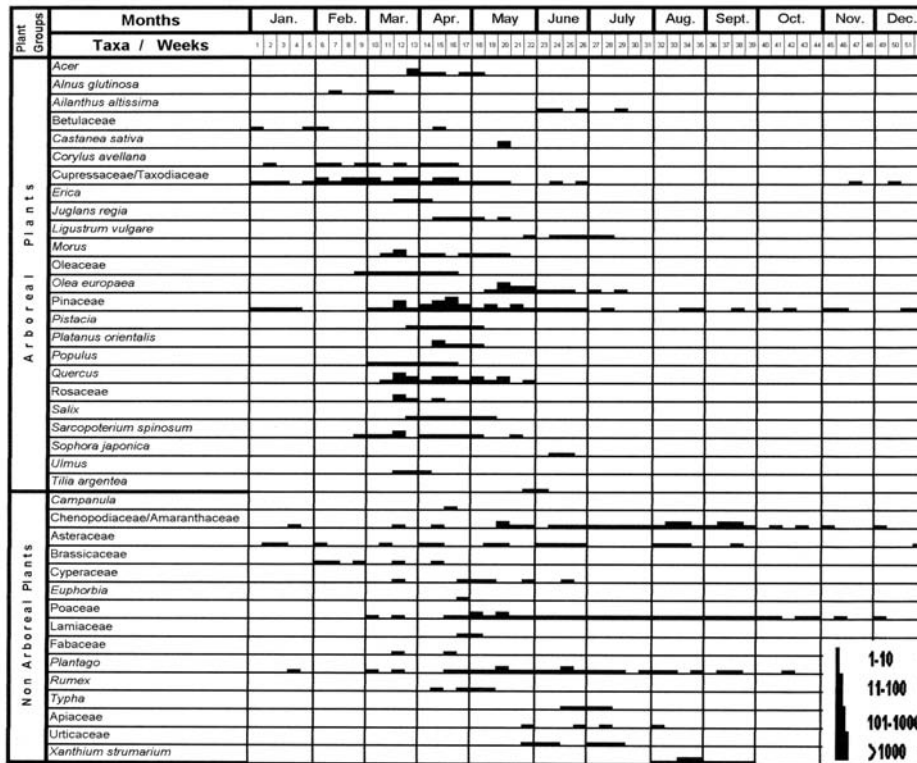 Plant Groups
Months Jan. Feb. Mar. Apr. May June July Aug. Sept. Oct. Nov. Dec.
Taxa / Weeks 1 2 3 4 5 6 7 8 9 10 11 12 13 14 15 16 17 18 19 20 21 22 23 24 25 26 27 28 29 30 31 32 33 34 35 36 37 38 39 40 41 42 43 44 45 46 47 48 49 50 51
Arboreal Plants
Acer
Alnus glutinosa
Ailanthus altissima
Betulaceae
Castanea sativa
Corylus avellana
Cupressaceae/Taxodiaceae
Erica
Juglans regia
Ligustrum vulgare
Morus
Oleaceae
Olea europaea
Pinaceae
Pistacia
Platanus orientalis
Populus
Quercus
Rosaceae
Salix
Sarcopoterium spinosum
Sophora japonica
Ulmus
Tilia argentea
Non Arboreal Plants
Campanula
Chenopodiaceae/Amaranthaceae
Asteraceae
Brassicaceae
Cyperaceae
Euphorbia
Poaceae
Lamiaceae
Fabaceae
Plantago
Rumex
Typha
Apiaceae
Urticaceae
Xanthium strumarium
1-10
11-100
101-1000
>1000